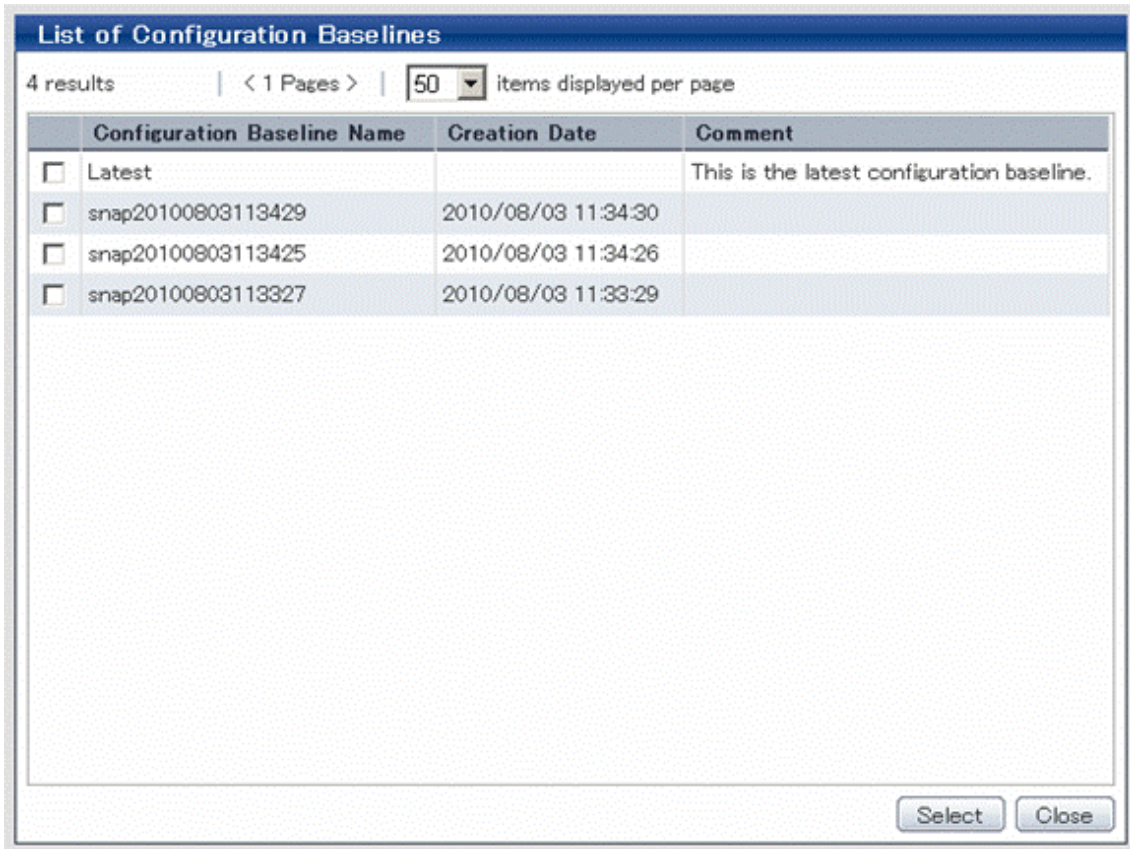 List of Configuration Baselines
4 results | < 1 Pages > | 50 items displayed per page
Configuration Baseline Name Creation Date Comment
Latest This is the latest configuration baseline.
snap20100803113429 2010/08/03 11:34:30
snap20100803113425 2010/08/03 11:34:26
snap20100803113327 2010/08/03 11:33:29
Select Close